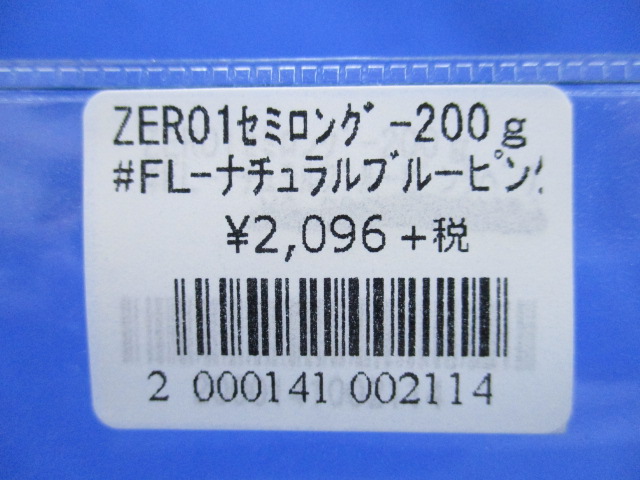 ZERO1ｾﾐﾛﾝｸﾞ-200ｇ
#FL-ナチュラルブルーピン
¥2,096+税
2 000141 002114